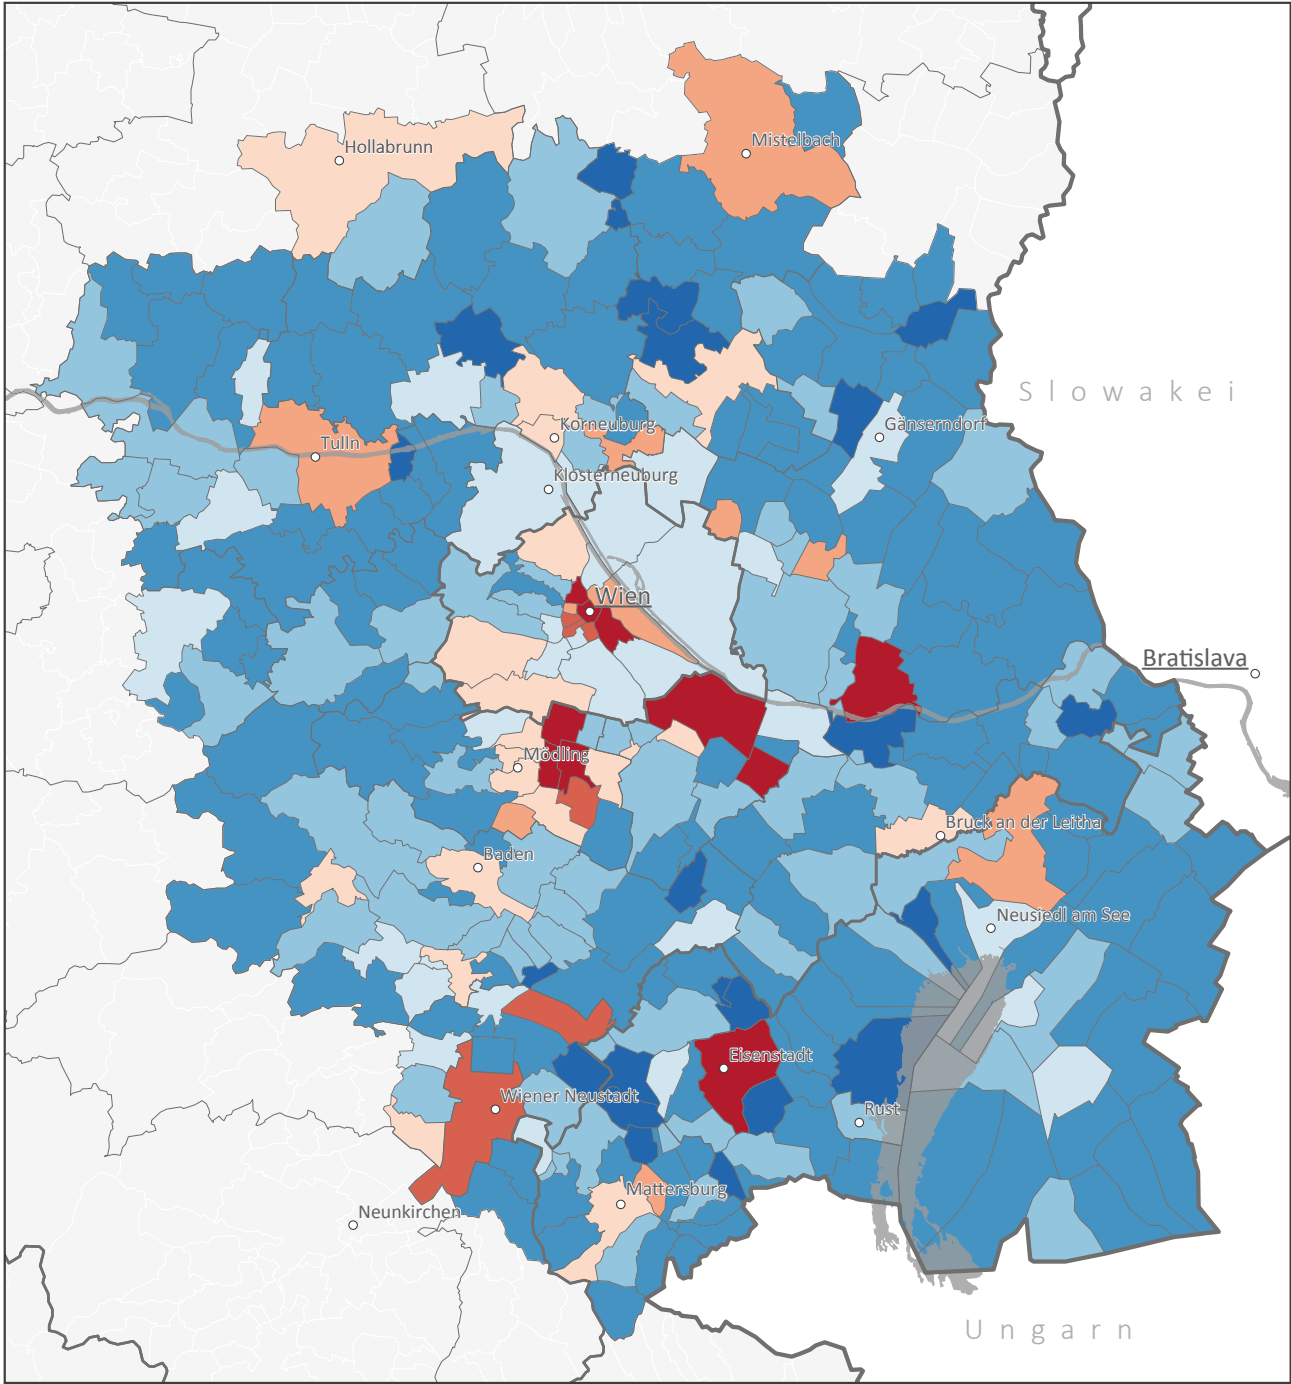 Mistelbach
Hollabrunn
Slowakei
Korneuburg
Gänserndorf
Tulln
Klosterneuburg
Wien
Bratislava
Mödling
Bruck an der Leitha
Baden
Neusiedl am See
Eisenstadt
Wiener Neustadt
Rust
Mattersburg
Neunkirchen
Ungarn